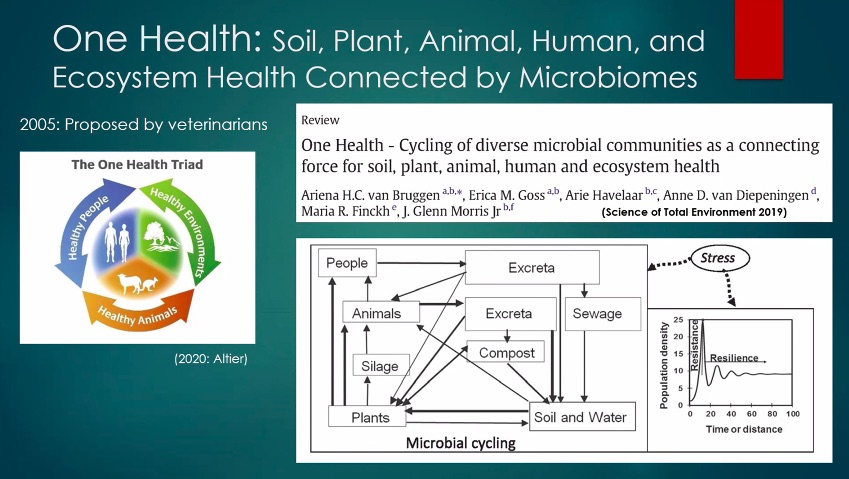 One Health: Soil, Plant, Animal, Human, and
Ecosystem Health Connected by Microbiomes
2005: Proposed by veterinarians
The One Health Triad
Healthy People
Healthy Environments
Healthy Animals
(2020: Altier)
Review
One Health - Cycling of diverse microbial communities as a connecting
force for soil, plant, animal, human and ecosystem health
Ariena H.C. van Bruggen a,b,*, Erica M. Goss a,b, Arie Havelaar b,c, Anne D. van Diepeningen d,
Maria R. Finckh e, J. Glenn Morris Jr b,f
(Science of Total Environment 2019)
People
Excreta
Animals
Excreta
Sewage
Compost
Silage
Plants
Soil and Water
Microbial cycling
Stress
Population density
25
20
15
10
5
0
Resistance
Resilience
0 20 40 60 80 100
Time or distance